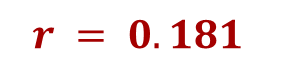 r = 0.181